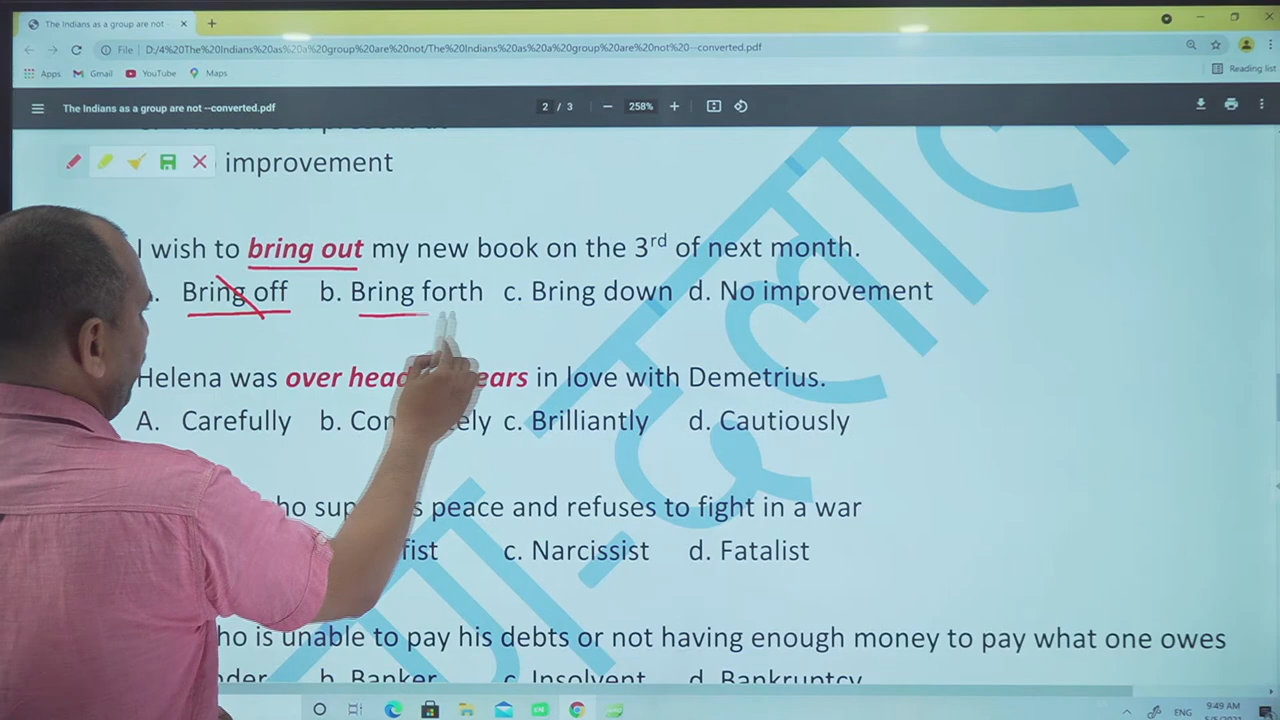 The Indians as a group are not
File D:/4%20The%20Indians%20as%20a%20group%20are%20not/The%20Indians%20as%20a%20group%20are%20not%20--converted.pdf
Apps Gmail YouTube Maps Reading list
The Indians as a group are not --converted.pdf 2 / 3 258%
improvement
I wish to bring out my new book on the 3rd of next month.
Bring off b. Bring forth c. Bring down d. No improvement
Helena was over head ears in love with Demetrius.
A. Carefully b. c. Brilliantly d. Cautiously
peace and refuses to fight in a war
c. Narcissist d. Fatalist
is unable to pay his debts or not having enough money to pay what one owes
b. Banker c. Insolvent d. Bankruptcy
ENG 9:49 AM